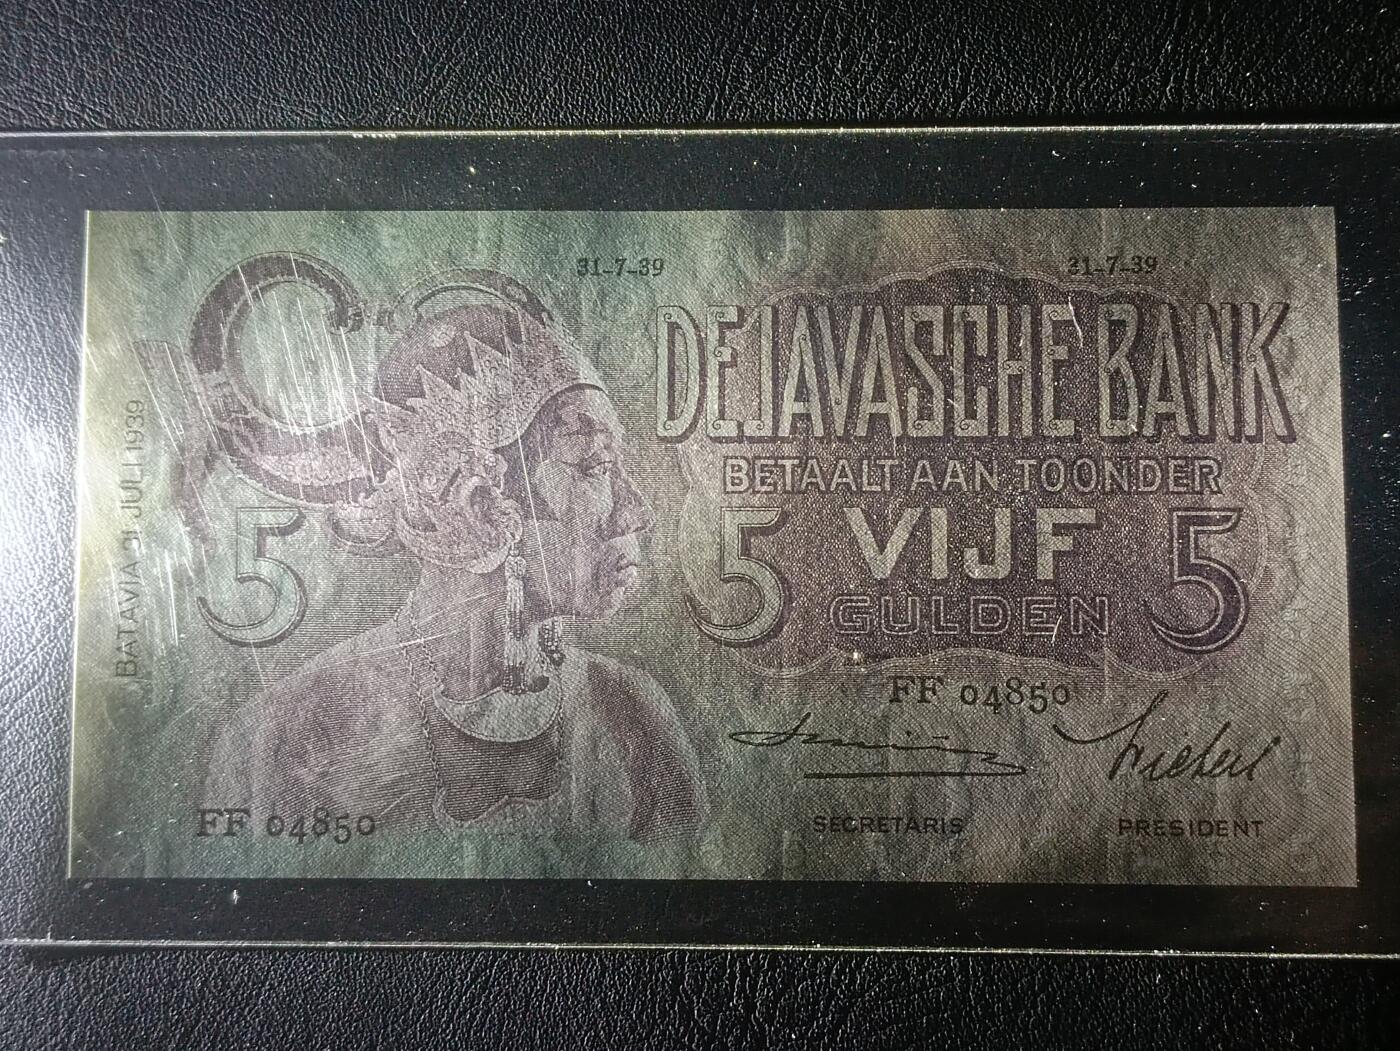 31-7-39 31-7-39
DE JAVASCHE BANK
BETAALT AAN TOONDER
5 5 VIJF 5
GULDEN
BATAVIA 31 JULI 1939
FF 04850
FF 04850
SECRETARIS PRESIDENT